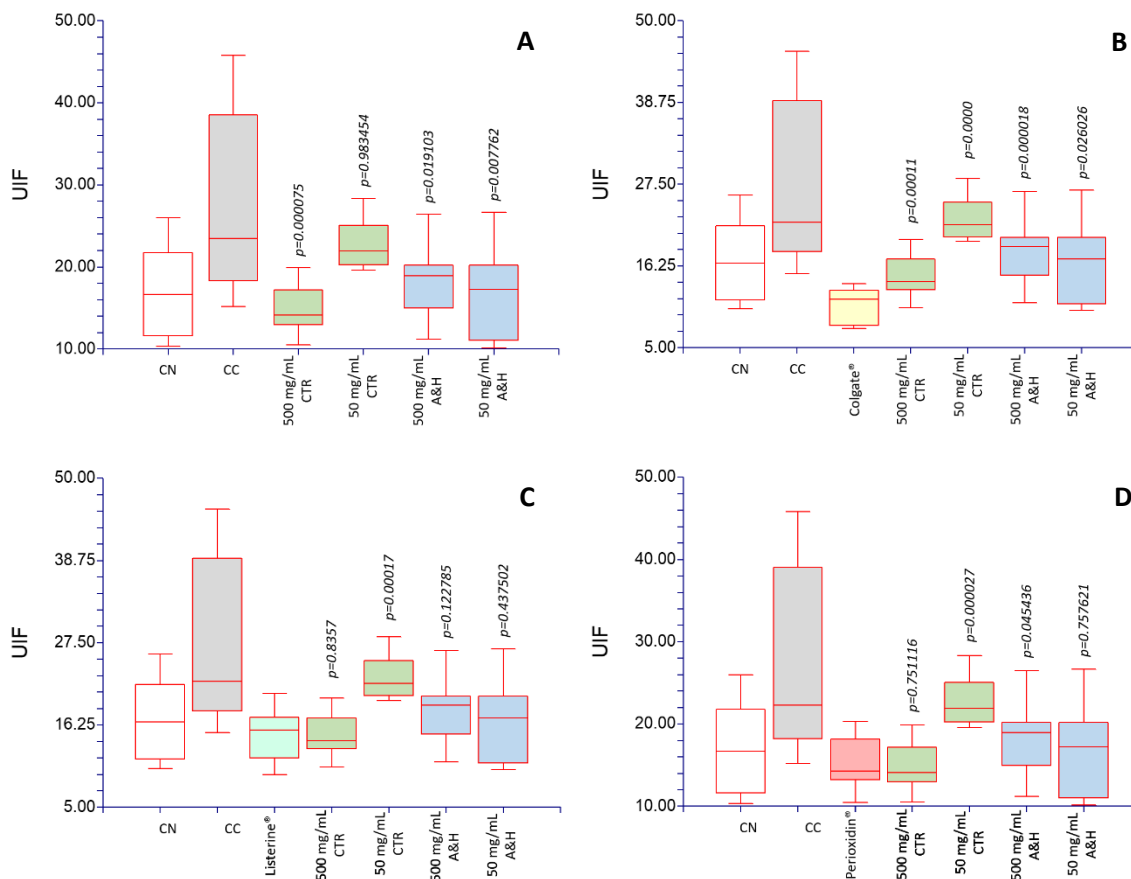 A
UIF
50.00
40.00
30.00
20.00
10.00
p=0.000075
p=0.983454
p=0.019103
p=0.007762
CN
CC
500 mg/mL
CTR
50 mg/mL
CTR
500 mg/mL
A&H
50 mg/mL
A&H
B
UIF
50.00
38.75
27.50
16.25
5.00
p=0.00011
p=0.0000
p=0.000018
p=0.026026
CN
CC
Colgate®
500 mg/mL
CTR
50 mg/mL
CTR
500 mg/mL
A&H
50 mg/mL
A&H
C
UIF
50.00
38.75
27.50
16.25
5.00
p=0.8357
p=0.00017
p=0.122785
p=0.437502
CN
CC
Listerine®
500 mg/mL
CTR
50 mg/mL
CTR
500 mg/mL
A&H
50 mg/mL
A&H
D
UIF
50.00
40.00
30.00
20.00
10.00
p=0.751116
p=0.000027
p=0.045436
p=0.757621
CN
CC
Perioxidin®
500 mg/mL
CTR
50 mg/mL
CTR
500 mg/mL
A&H
50 mg/mL
A&H